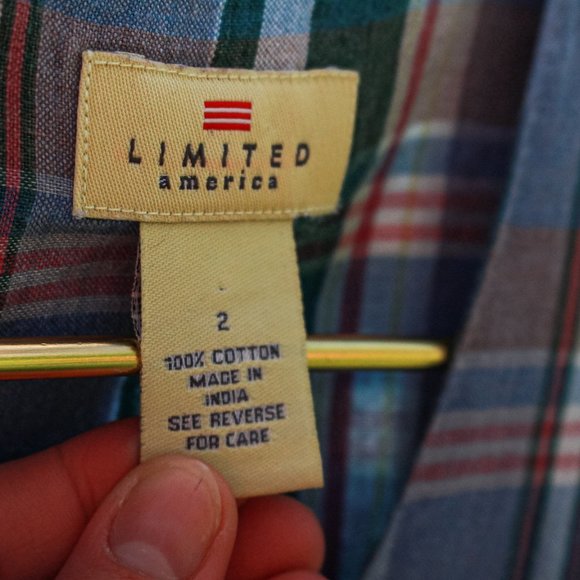 LIMITED
america
2
100% COTTON
MADE IN
INDIA
SEE REVERSE
FOR CARE